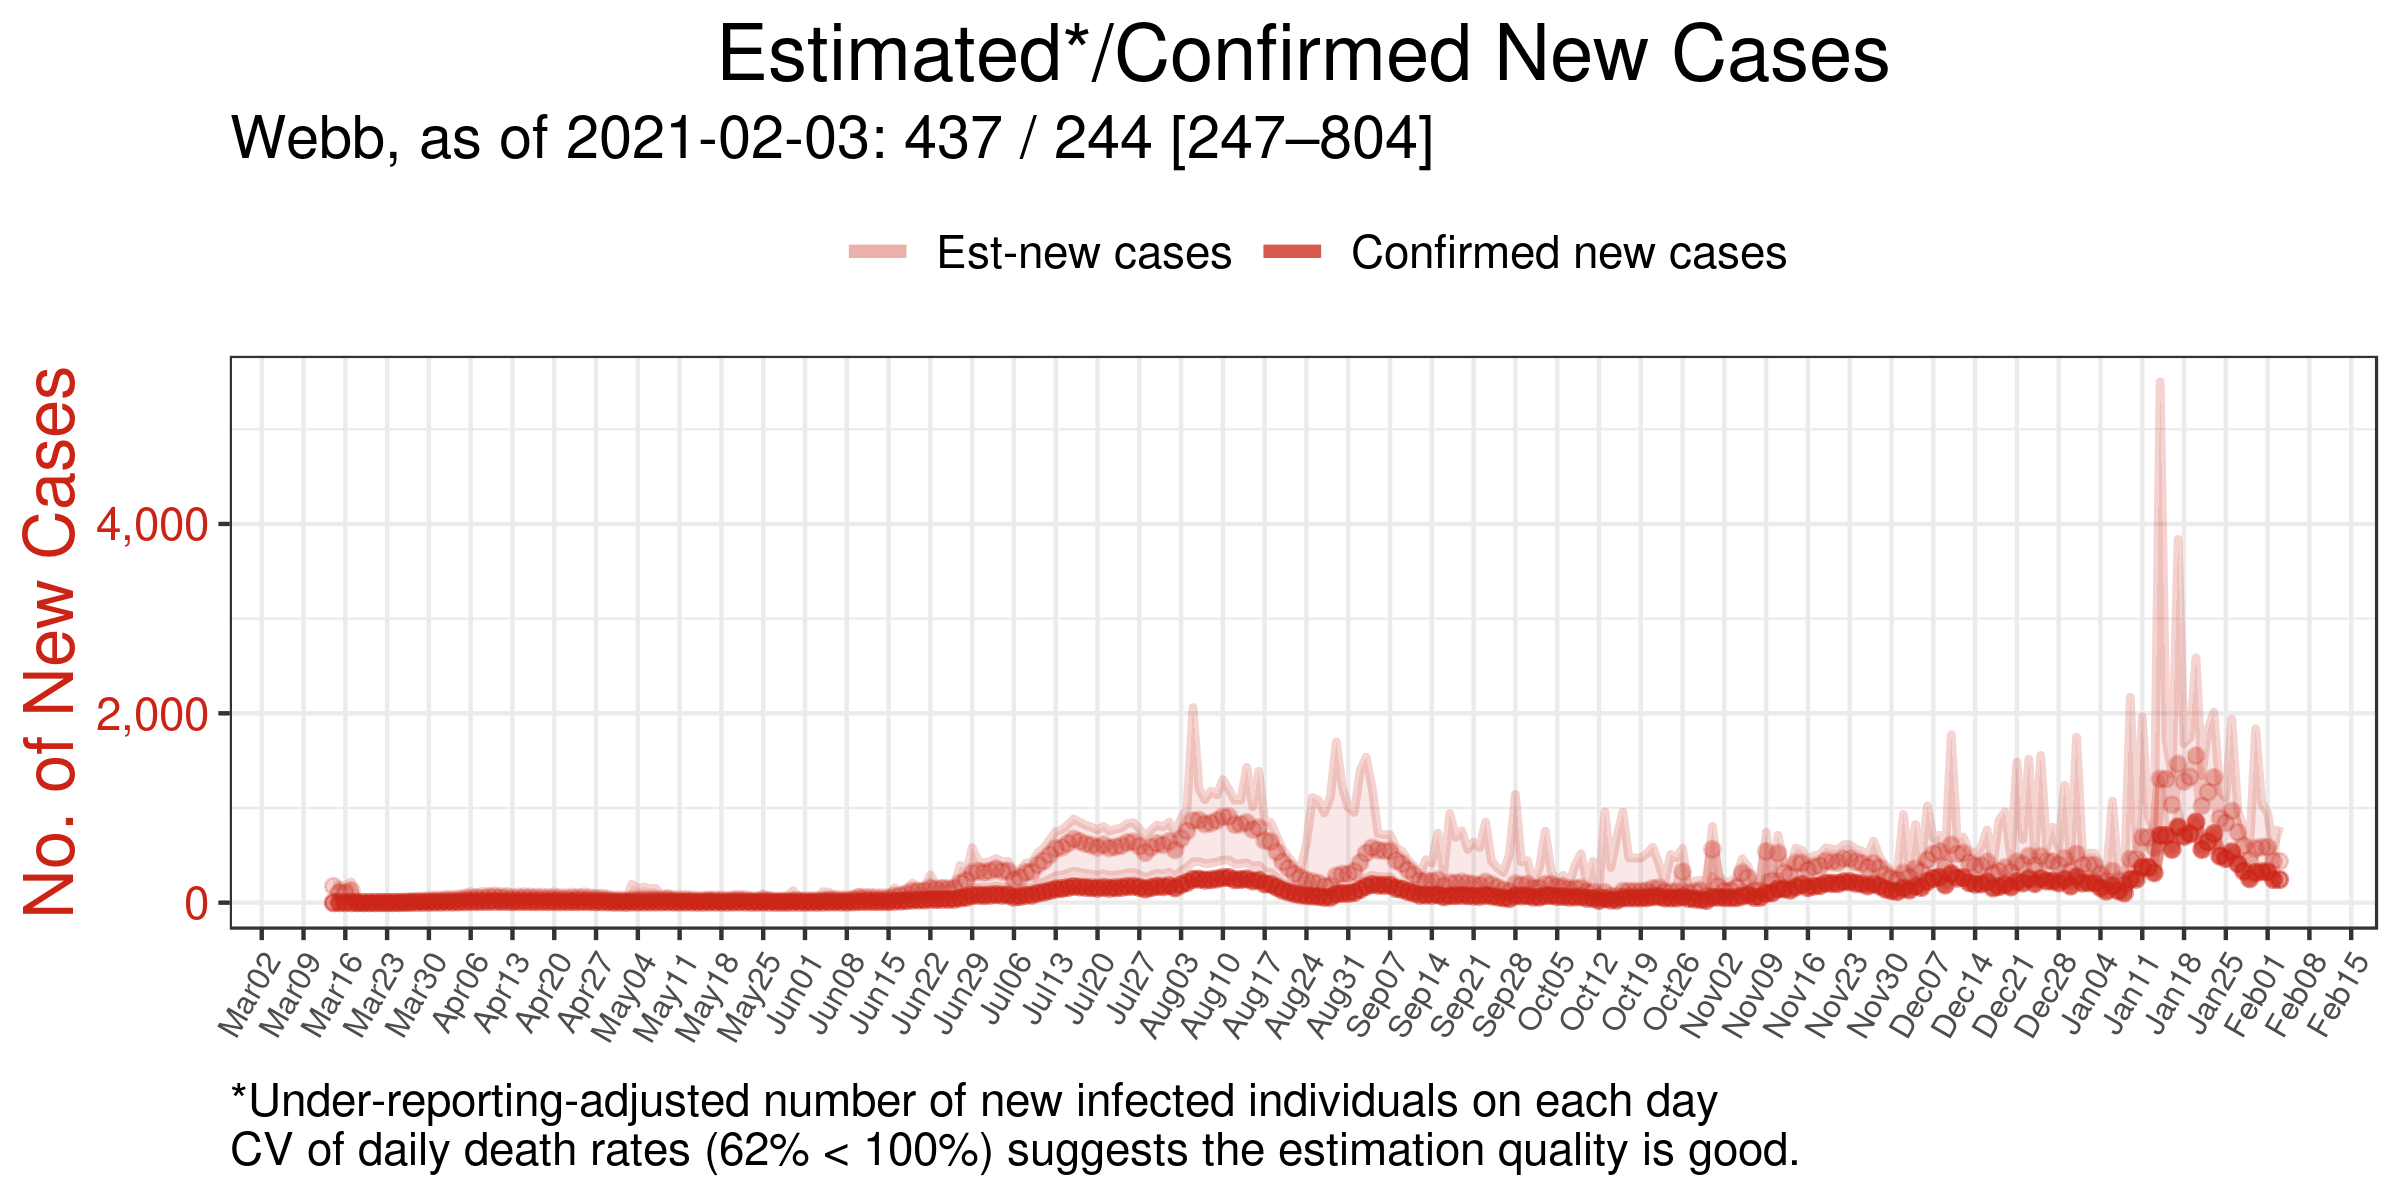 Estimated*/Confirmed New Cases
Webb, as of 2021-02-03: 437 / 244 [247–804]
Est-new cases Confirmed new cases
No. of New Cases
4,000
2,000
0
Mar02 Mar09 Mar16 Mar23 Mar30 Apr06 Apr13 Apr20 Apr27 May04 May11 May18 May25 Jun01 Jun08 Jun15 Jun22 Jun29 Jul06 Jul13 Jul20 Jul27 Aug03 Aug10 Aug17 Aug24 Aug31 Sep07 Sep14 Sep21 Sep28 Oct05 Oct12 Oct19 Oct26 Nov02 Nov09 Nov16 Nov23 Nov30 Dec07 Dec14 Dec21 Dec28 Jan04 Jan11 Jan18 Jan25 Feb01 Feb08 Feb15
*Under-reporting-adjusted number of new infected individuals on each day
CV of daily death rates (62% < 100%) suggests the estimation quality is good.